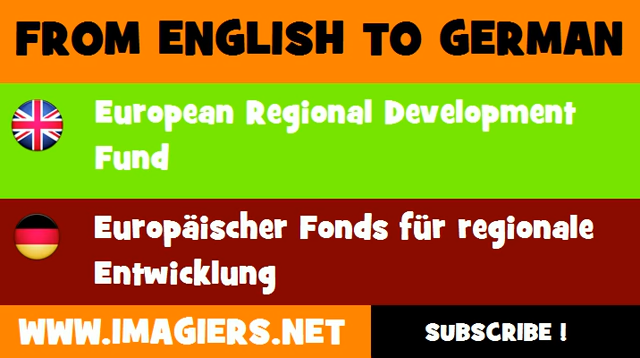 FROM ENGLISH TO GERMAN
European Regional Development
Fund
Europäischer Fonds für regionale
Entwicklung
WWW.IMAGIERS.NET
SUBSCRIBE !